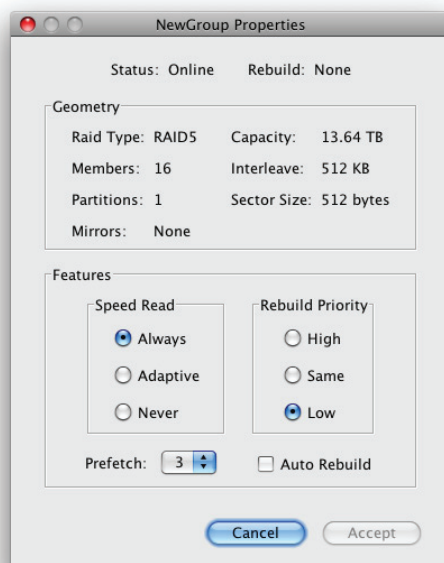 NewGroup Properties
Status: Online Rebuild: None
Geometry
Raid Type: RAID5 Capacity: 13.64 TB
Members: 16 Interleave: 512 KB
Partitions: 1 Sector Size: 512 bytes
Mirrors: None
Features
Speed Read Rebuild Priority
Always High
Adaptive Same
Never Low
Prefetch: 3 Auto Rebuild
Cancel Accept